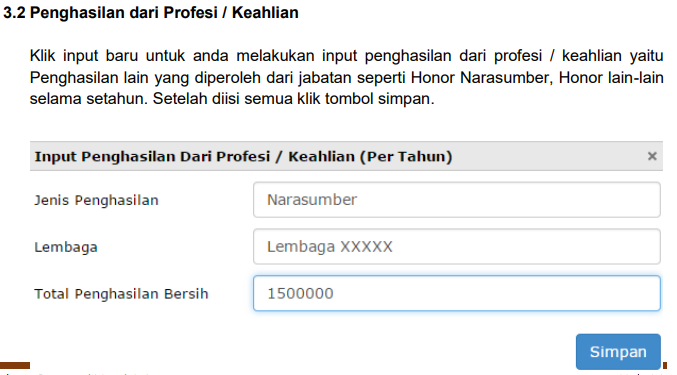 3.2 Penghasilan dari Profesi / Keahlian
Klik input baru untuk anda melakukan input penghasilan dari profesi / keahlian yaitu
Penghasilan lain yang diperoleh dari jabatan seperti Honor Narasumber, Honor lain-lain
selama setahun. Setelah diisi semua klik tombol simpan.
Input Penghasilan Dari Profesi / Keahlian (Per Tahun) ×
Jenis Penghasilan Narasumber
Lembaga Lembaga XXXXX
Total Penghasilan Bersih 1500000
Simpan